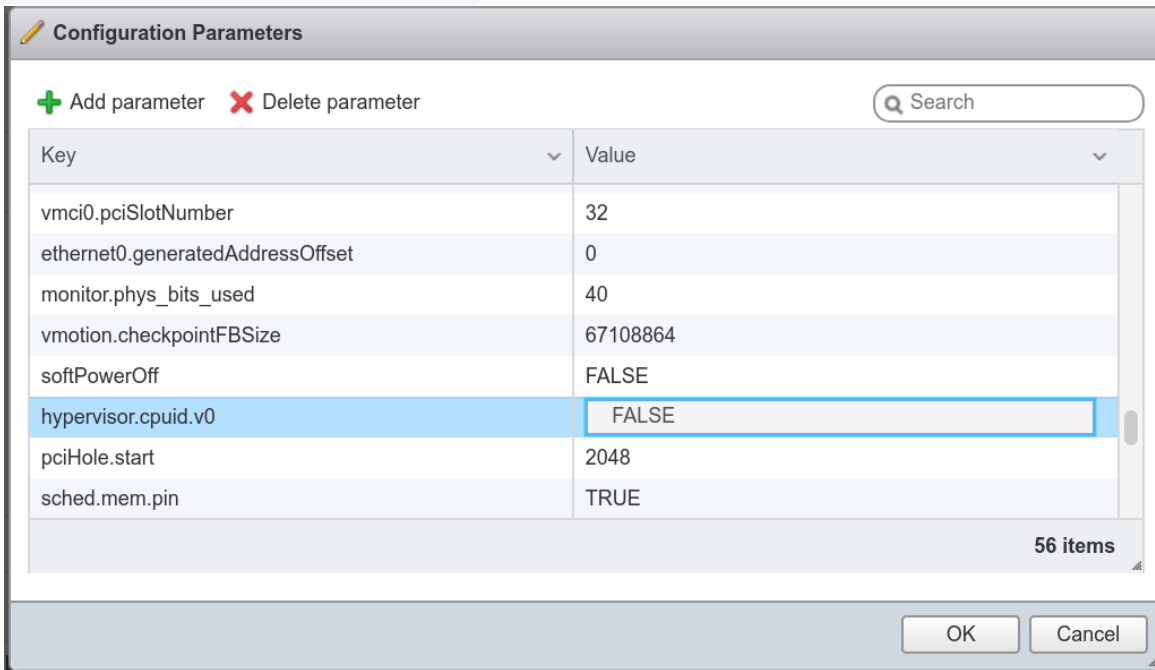 Configuration Parameters
Add parameter Delete parameter Search
Key Value
vmci0.pciSlotNumber 32
ethernet0.generatedAddressOffset 0
monitor.phys_bits_used 40
vmotion.checkpointFBSize 67108864
softPowerOff FALSE
hypervisor.cpuid.v0 FALSE
pciHole.start 2048
sched.mem.pin TRUE
56 items
OK Cancel